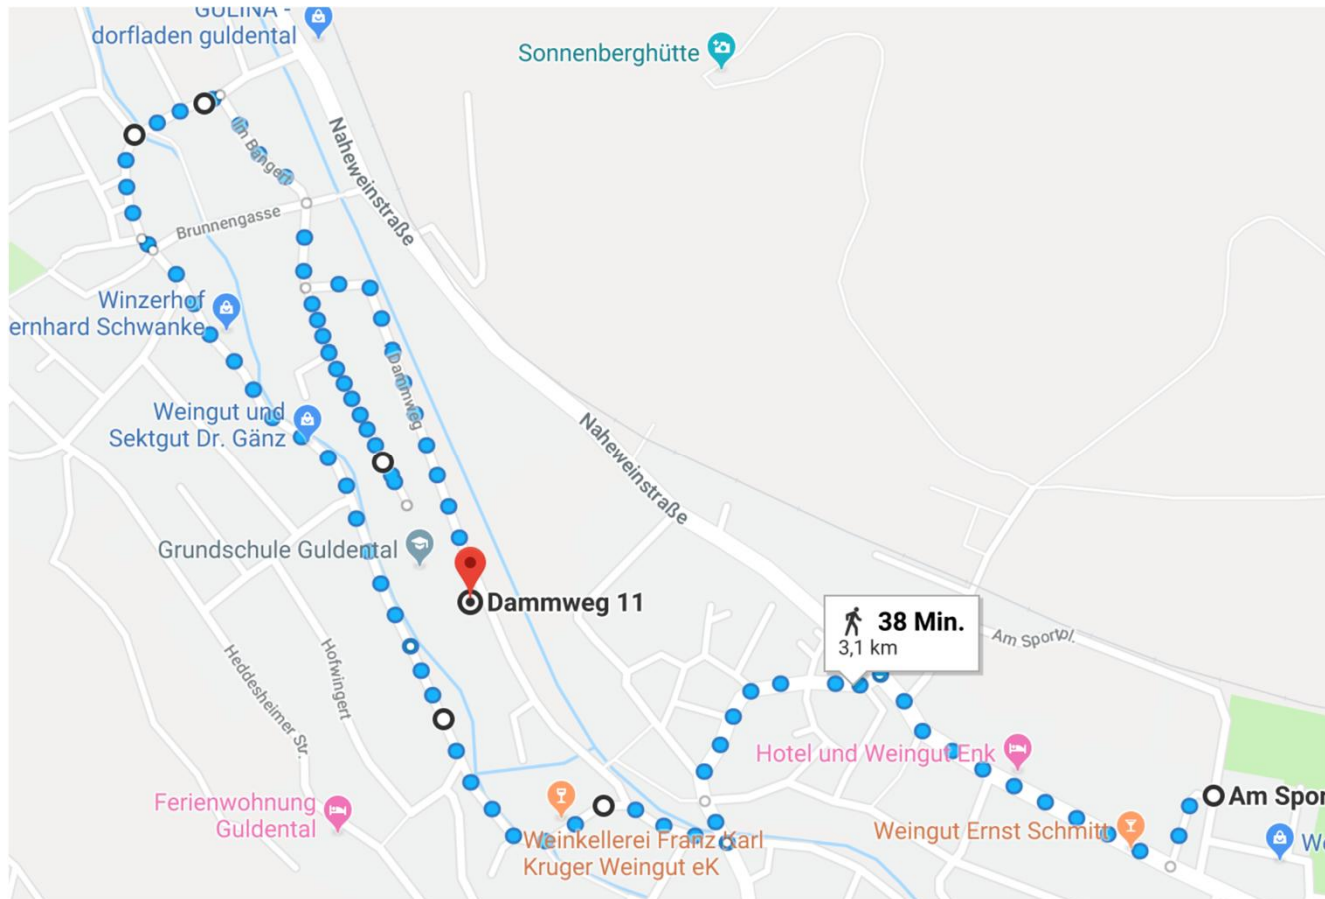 GULINA -
dorfladen guldental
Sonnenberghütte
Im Bangert
Naheweinstraße
Brunnengasse
Winzerhof
ernhard Schwanke
Dammweg
Weingut und
Sektgut Dr. Gänz
Naheweinstraße
Grundschule Guldental
Dammweg 11
38 Min.
3,1 km
Am Sportpl.
Heddesheimer Str.
Hofwingert
Hotel und Weingut Enk
Ferienwohnung
Guldental
Am Spor
Weingut Ernst Schmitt
We
Weinkellerei Franz Karl
Kruger Weingut eK